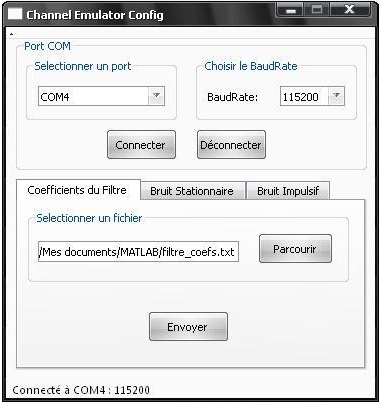 Channel Emulator Config
Port COM
Selectionner un port
Choisir le BaudRate
COM4
BaudRate:
115200
Connecter
Déconnecter
Coefficients du Filtre
Bruit Stationnaire
Bruit Impulsif
Selectionner un fichier
/Mes documents/MATLAB/filtre_coefs.txt
Parcourir
Envoyer
Connecté à COM4 : 115200